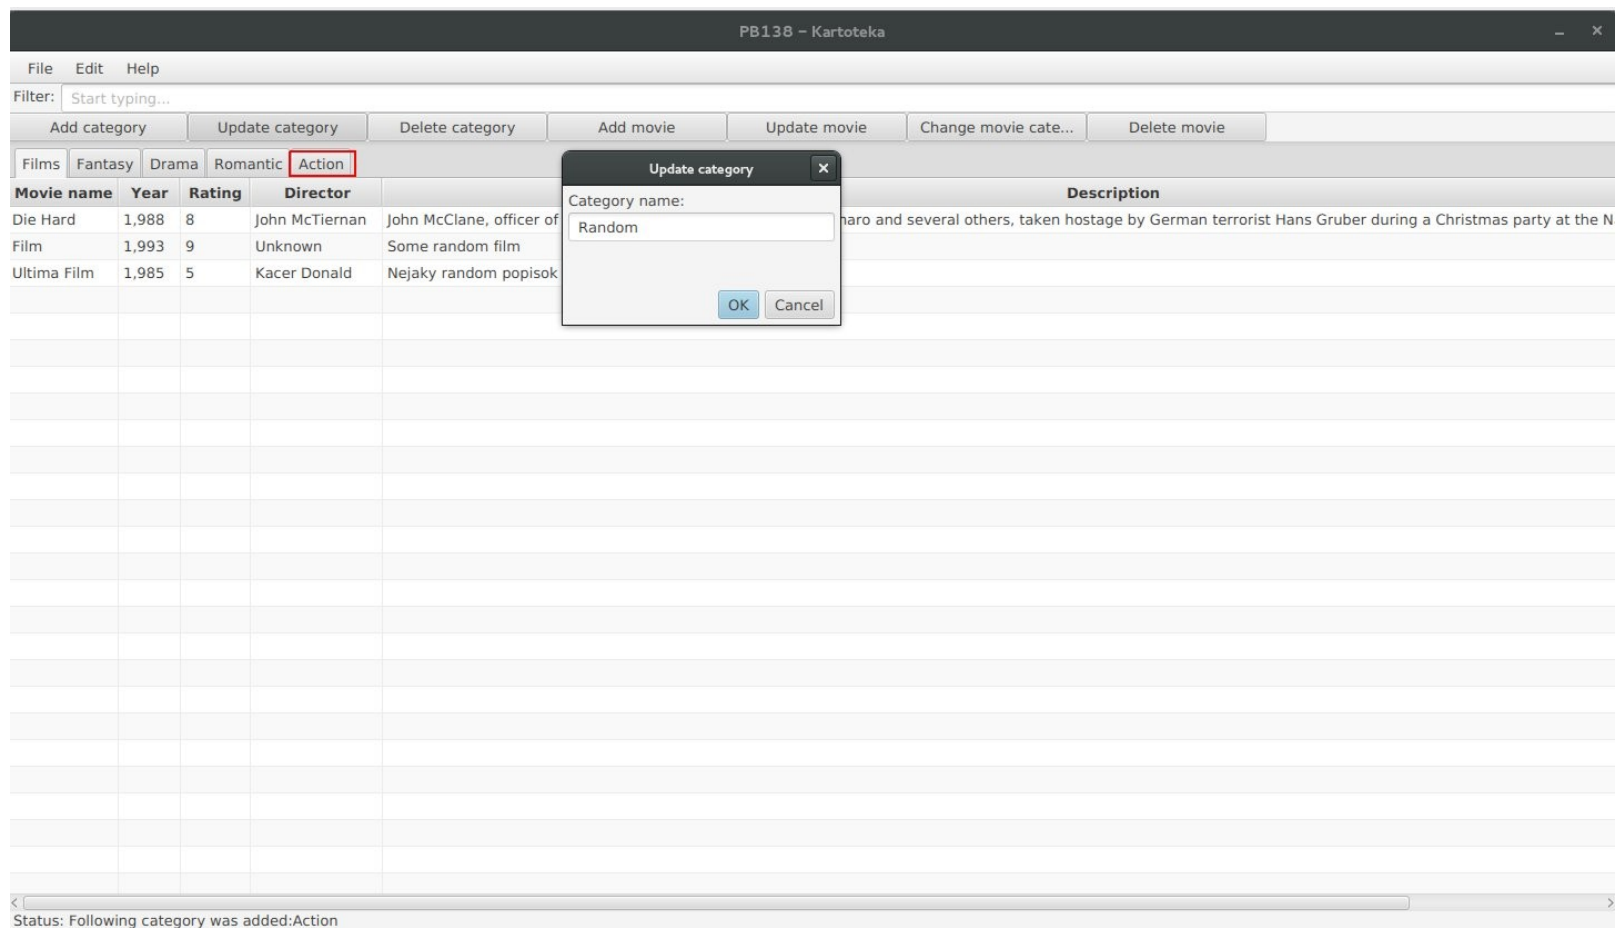 PB138 – Kartoteka
File Edit Help
Filter: Start typing...
Add category Update category Delete category Add movie Update movie Change movie cate... Delete movie
Films Fantasy Drama Romantic Action
Update category
Movie name Year Rating Director Description
Category name:
Die Hard 1,988 8 John McTiernan John McClane, officer of haro and several others, taken hostage by German terrorist Hans Gruber during a Christmas party at the N
Random
Film 1,993 9 Unknown Some random film
Ultima Film 1,985 5 Kacer Donald Nejaky random popisok
OK Cancel
Status: Following category was added:Action